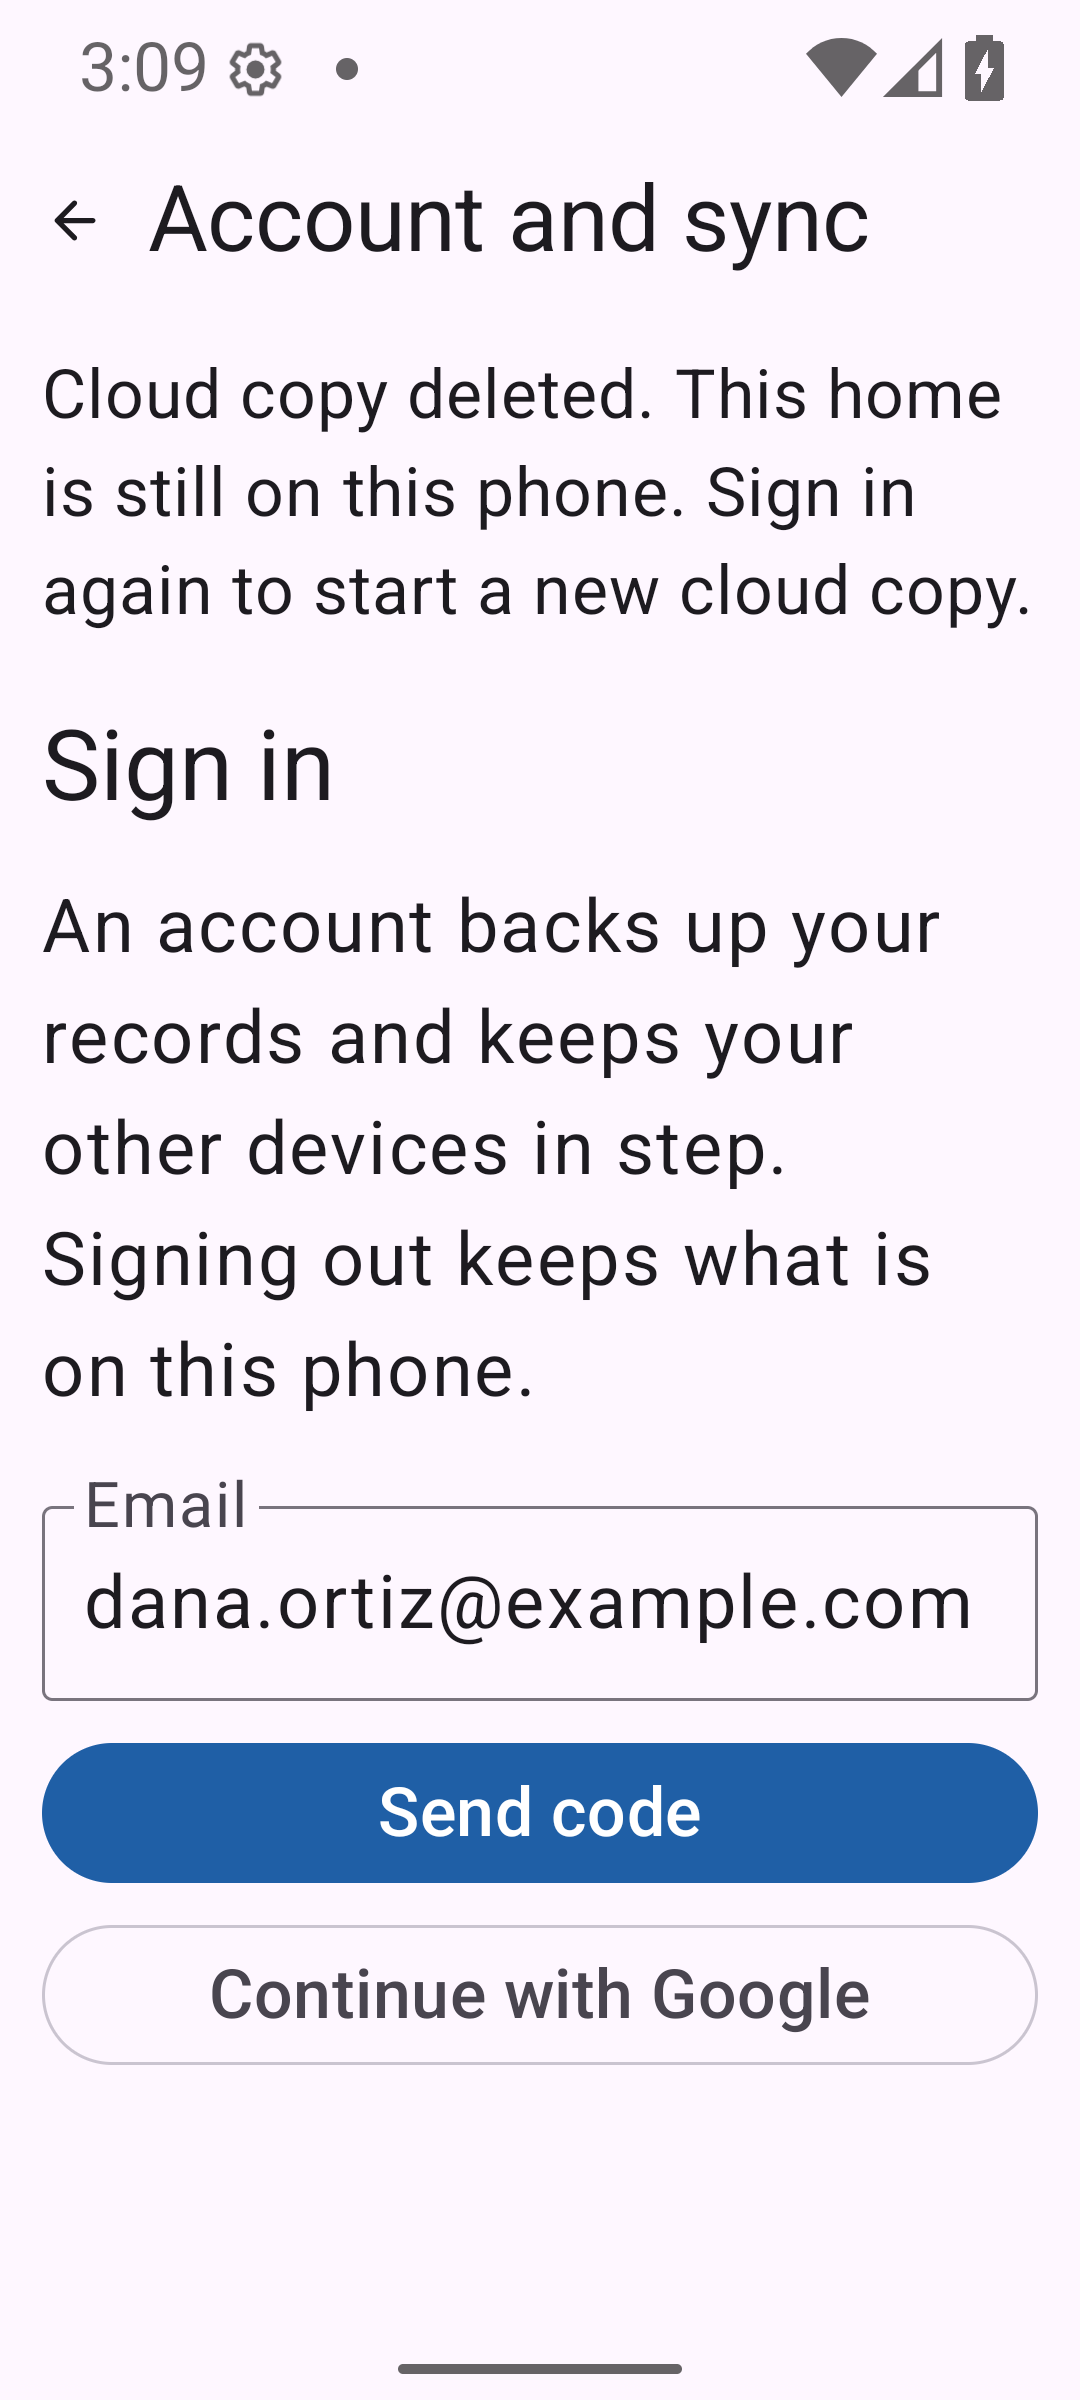 3:09
Account and sync
Cloud copy deleted. This home
is still on this phone. Sign in
again to start a new cloud copy.
Sign in
An account backs up your
records and keeps your
other devices in step.
Signing out keeps what is
on this phone.
Email
dana.ortiz@example.com
Send code
Continue with Google